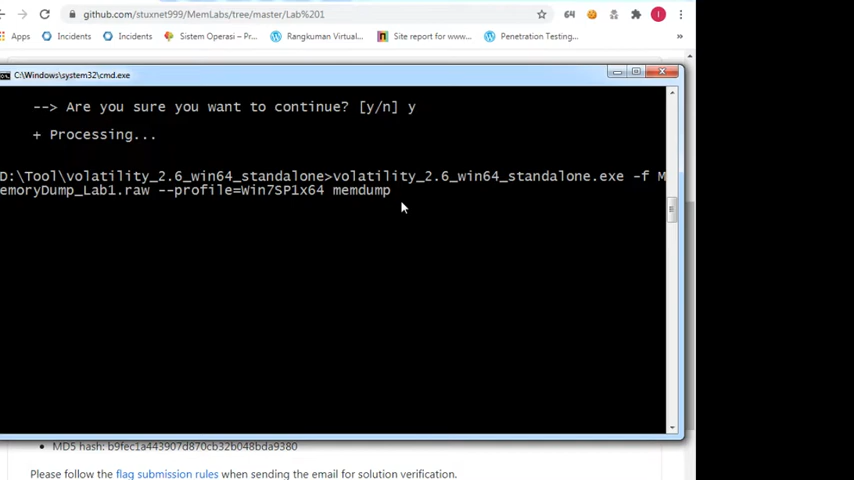 github.com/stuxnet999/MemLabs/tree/master/Lab%201
64
I
Apps Incidents Incidents Sistem Operasi – Pr... Rangkuman Virtual... Site report for www... Penetration Testing... »
C:\Windows\system32\cmd.exe
--> Are you sure you want to continue? [y/n] y
+ Processing...
D:\Tool\volatility_2.6_win64_standalone>volatility_2.6_win64_standalone.exe -f M
emoryDump_Lab1.raw --profile=Win7SP1x64 memdump
MD5 hash: b9fec1a443907d870cb32b048bda9380
Please follow the flag submission rules when sending the email for solution verification.